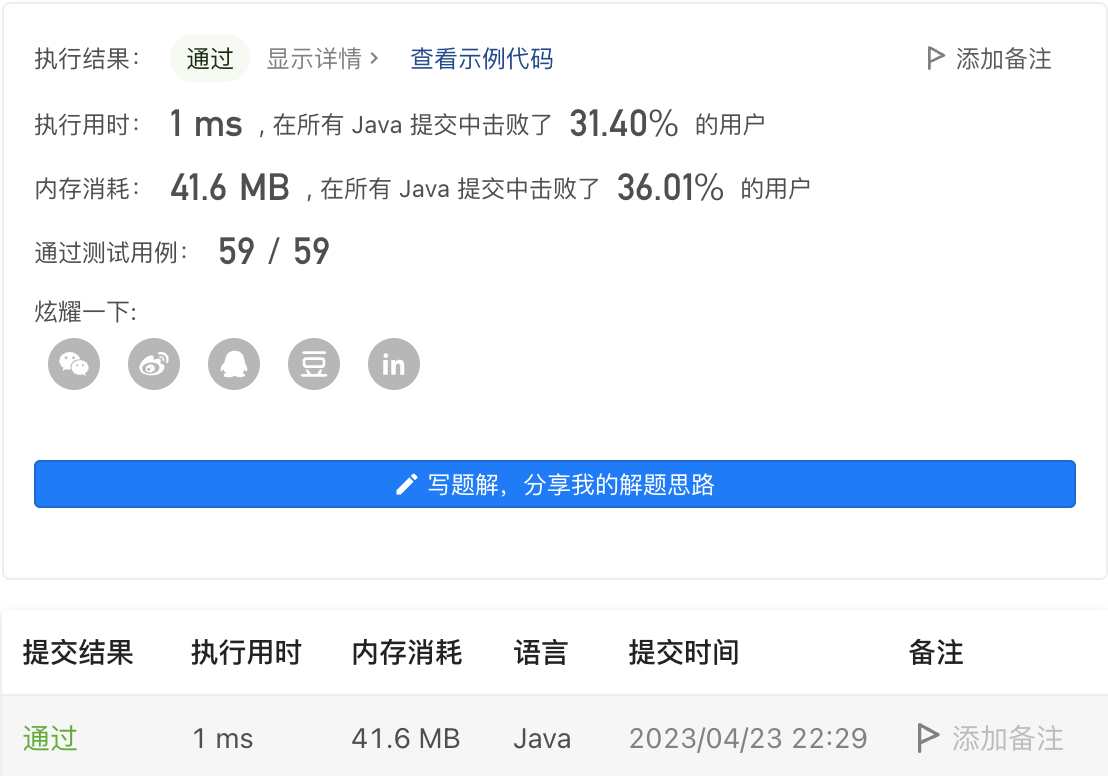 执行结果： 通过 显示详情 › 查看示例代码 添加备注
执行用时： 1 ms , 在所有 Java 提交中击败了 31.40% 的用户
内存消耗： 41.6 MB , 在所有 Java 提交中击败了 36.01% 的用户
通过测试用例： 59 / 59
炫耀一下:
豆 in
写题解，分享我的解题思路
提交结果 执行用时 内存消耗 语言 提交时间 备注
通过 1 ms 41.6 MB Java 2023/04/23 22:29 添加备注